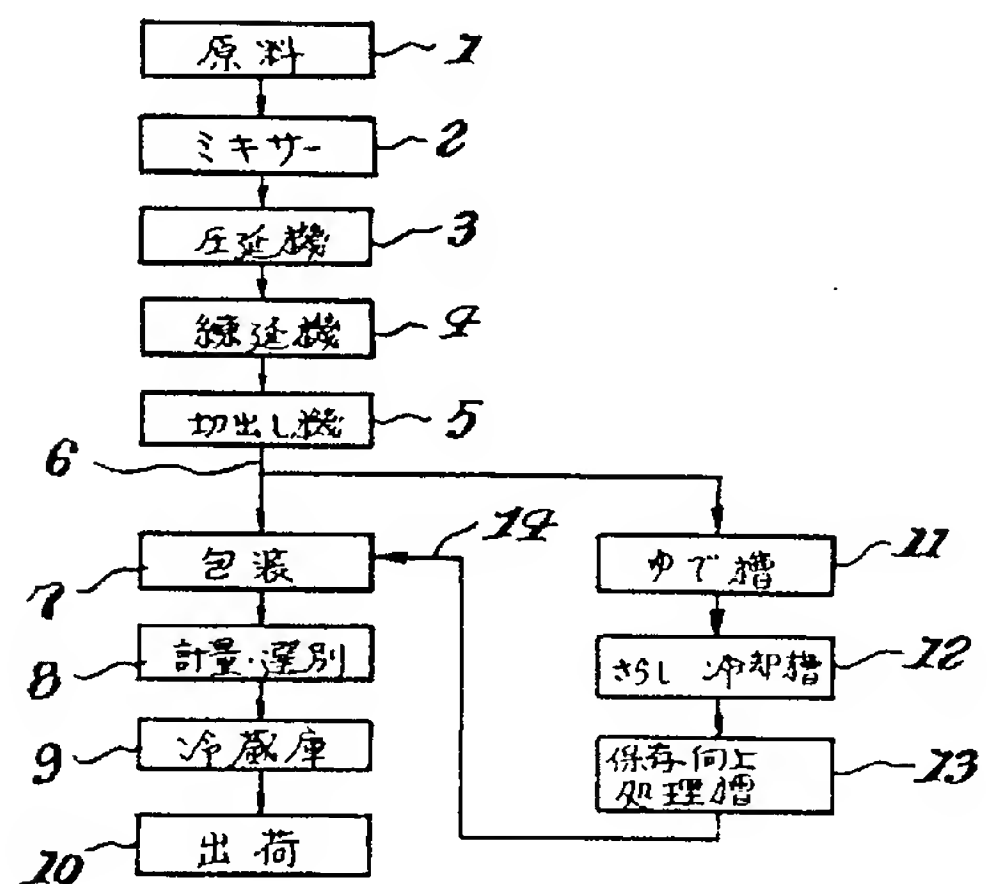 原料 1
ミキサー 2
圧延機 3
練延機 4
切出し機 5
6
14
包装
7
ゆで槽 11
計量・選別
8
さらし 冷却槽 12
冷蔵庫
9
保存向上
処理槽
13
出荷
10